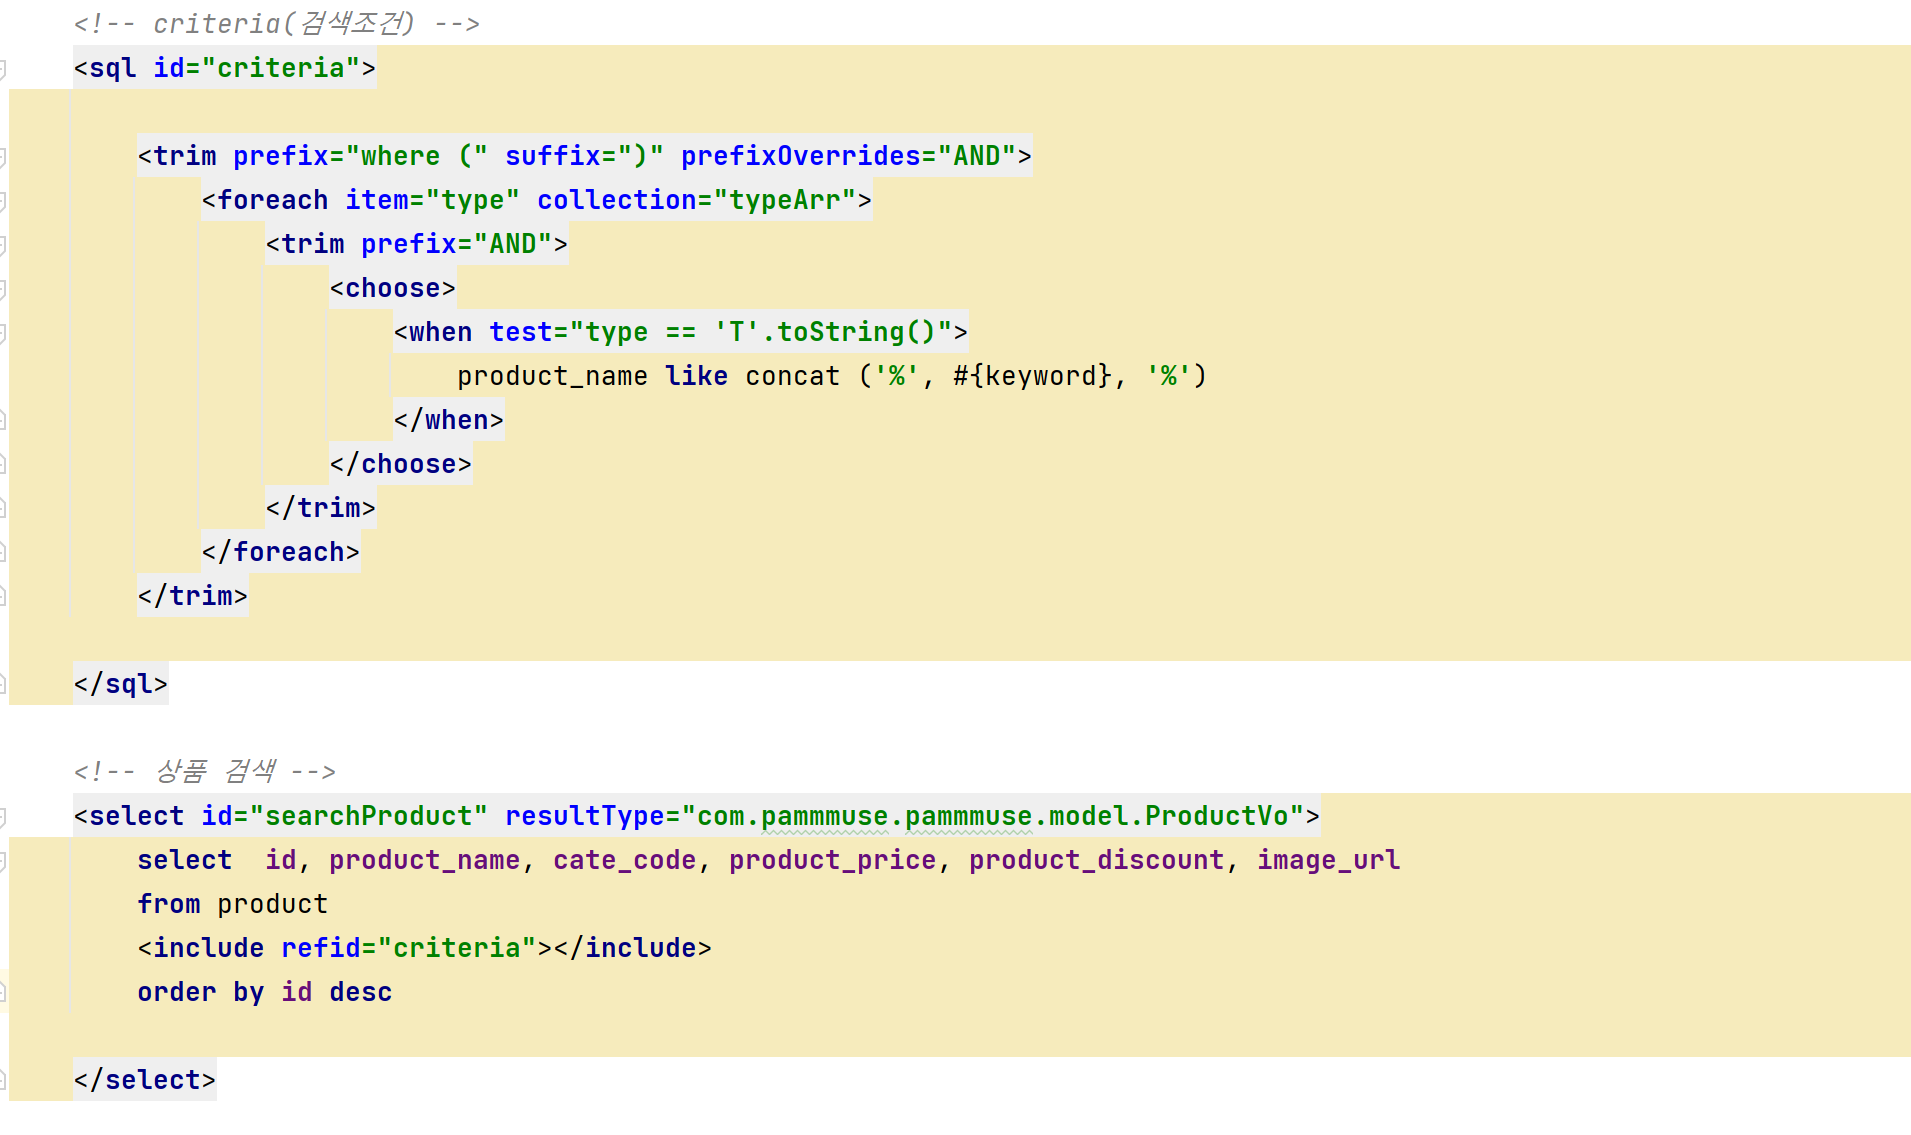 <!-- criteria(검색조건) -->
<sql id="criteria">
<trim prefix="where (" suffix=")" prefixOverrides="AND">
<foreach item="type" collection="typeArr">
<trim prefix="AND">
<choose>
<when test="type == 'T'.toString()">
product_name like concat ('%', #{keyword}, '%')
</when>
</choose>
</trim>
</foreach>
</trim>
</sql>
<!-- 상품 검색 -->
<select id="searchProduct" resultType="com.pammmuse.pammmuse.model.ProductVo">
select  id, product_name, cate_code, product_price, product_discount, image_url
from product
<include refid="criteria"></include>
order by id desc
</select>